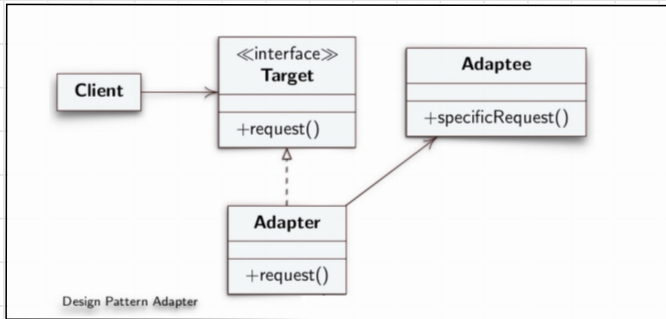 Client
≪interface≫
Target
+request()
Adaptee
+specificRequest()
Adapter
+request()
Design Pattern Adapter